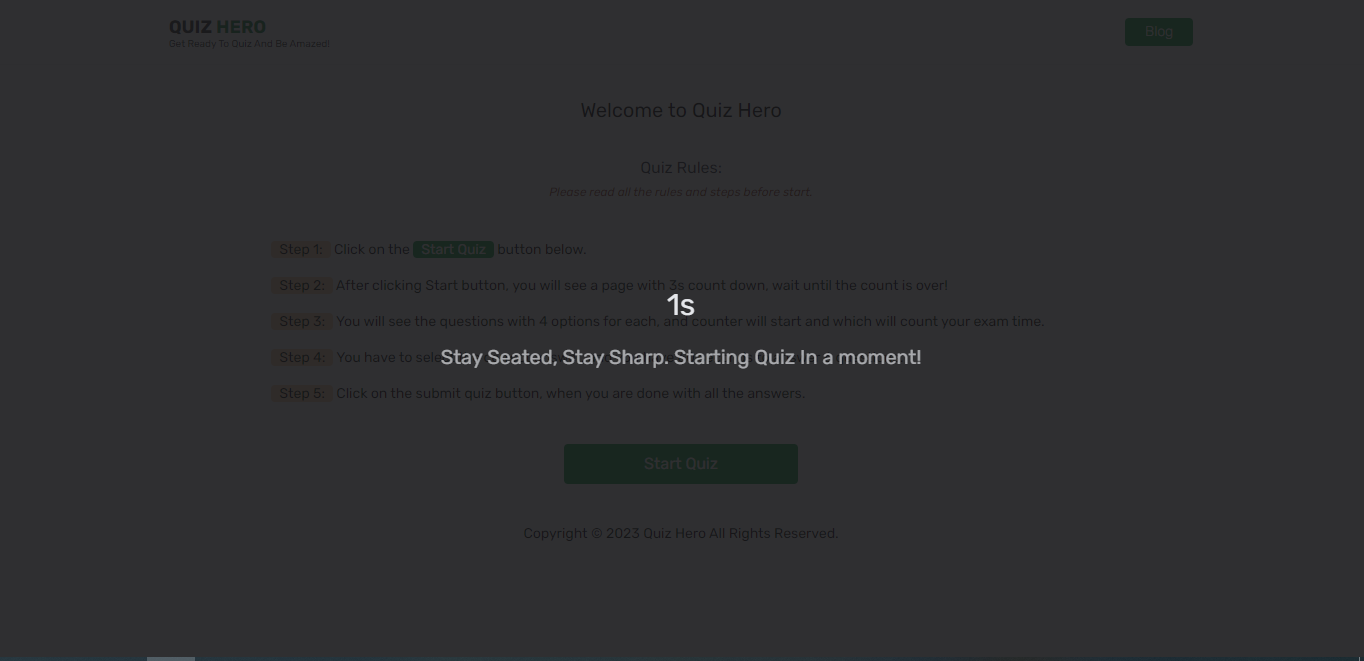 QUIZ HERO
Get Ready To Quiz And Be Amazed!
Blog
Welcome to Quiz Hero
Quiz Rules:
Please read all the rules and steps before start.
Step 1: Click on the Start Quiz button below.
Step 2: After clicking Start button, you will see a page with 3s count down, wait until the count is over!
1s
Step 3: You will see the questions with 4 options for each, and counter will start and which will count your exam time.
Step 4: You have to
Stay Seated, Stay Sharp. Starting Quiz In a moment!
Step 5: Click on the submit quiz button, when you are done with all the answers.
Start Quiz
Copyright © 2023 Quiz Hero All Rights Reserved.